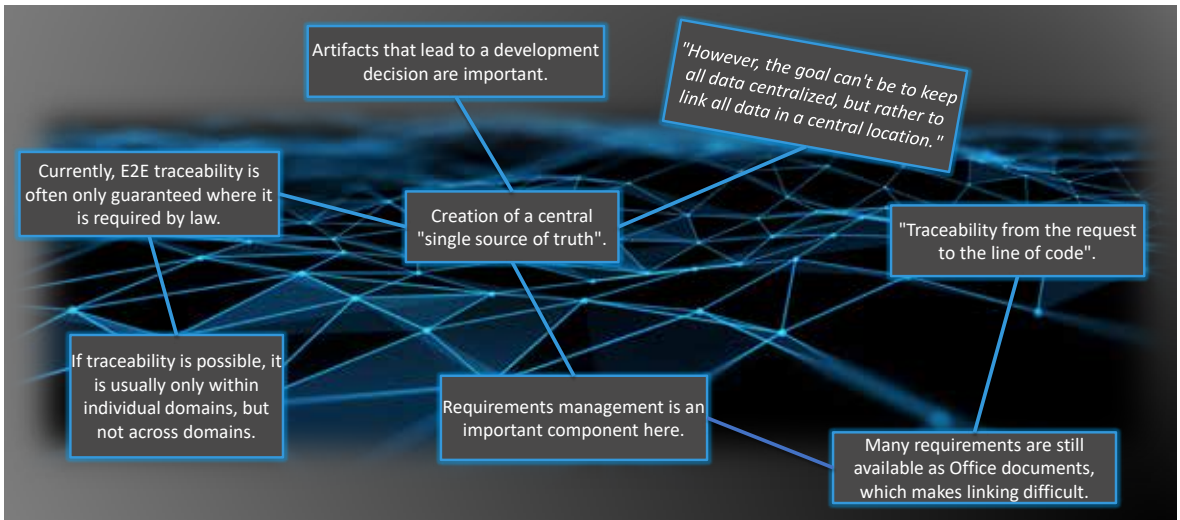 Artifacts that lead to a development
decision are important.
"However, the goal can't be to keep
all data centralized, but rather to
link all data in a central location."
Currently, E2E traceability is
often only guaranteed where it
is required by law.
Creation of a central
"single source of truth".
"Traceability from the request
to the line of code".
If traceability is possible, it
is usually only within
individual domains, but
not across domains.
Requirements management is an
important component here.
Many requirements are still
available as Office documents,
which makes linking difficult.